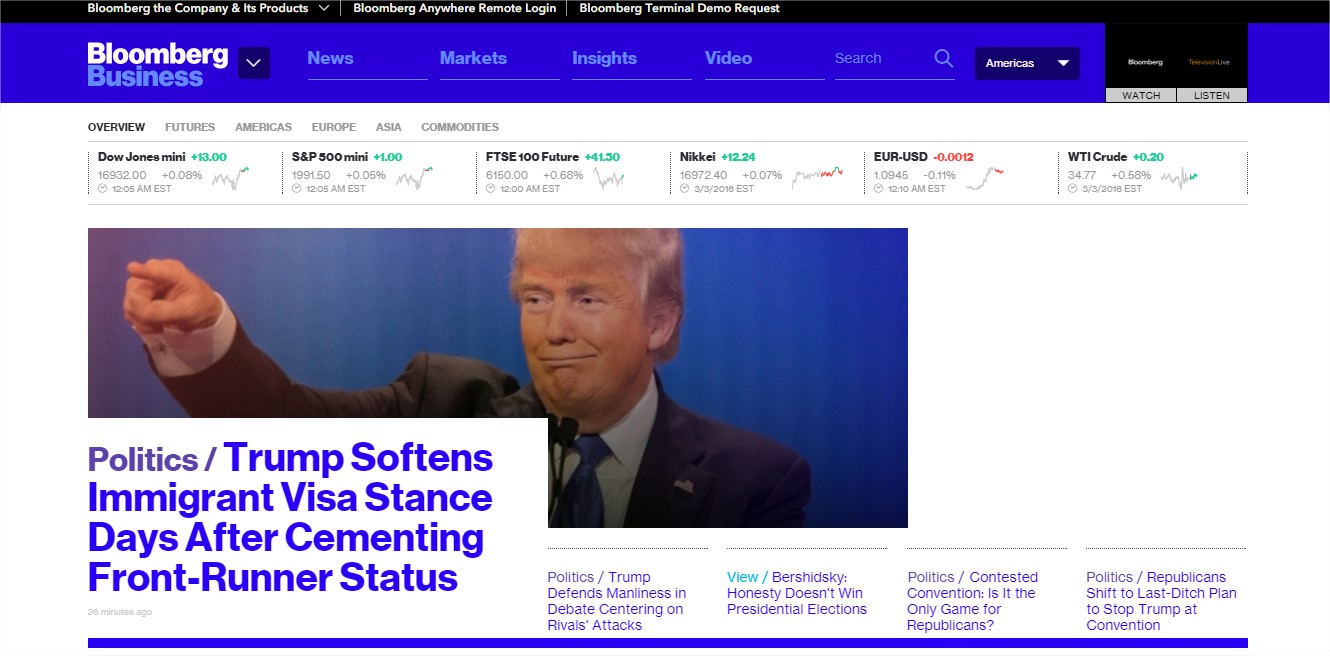 Bloomberg the Company & Its Products
Bloomberg Anywhere Remote Login
Bloomberg Terminal Demo Request
Bloomberg
Business
News
Markets
Insights
Video
Search
Americas
Bloomberg
TelevisionLive
WATCH
LISTEN
OVERVIEW
FUTURES
AMERICAS
EUROPE
ASIA
COMMODITIES
Dow Jones mini +13.00
16932.00 +0.08%
12:05 AM EST
S&P 500 mini +1.00
1991.50 +0.05%
12:05 AM EST
FTSE 100 Future +41.50
6150.00 +0.68%
12:00 AM EST
Nikkei +12.24
16972.40 +0.07%
3/3/2016 EST
EUR-USD -0.0012
1.0945 -0.11%
12:10 AM EST
WTI Crude +0.20
34.77 +0.58%
3/3/2016 EST
Politics / Trump Softens
Immigrant Visa Stance
Days After Cementing
Front-Runner Status
26 minutes ago
Politics / Trump
Defends Manliness in
Debate Centering on
Rivals' Attacks
View / Bershidsky:
Honesty Doesn't Win
Presidential Elections
Politics / Contested
Convention: Is It the
Only Game for
Republicans?
Politics / Republicans
Shift to Last-Ditch Plan
to Stop Trump at
Convention